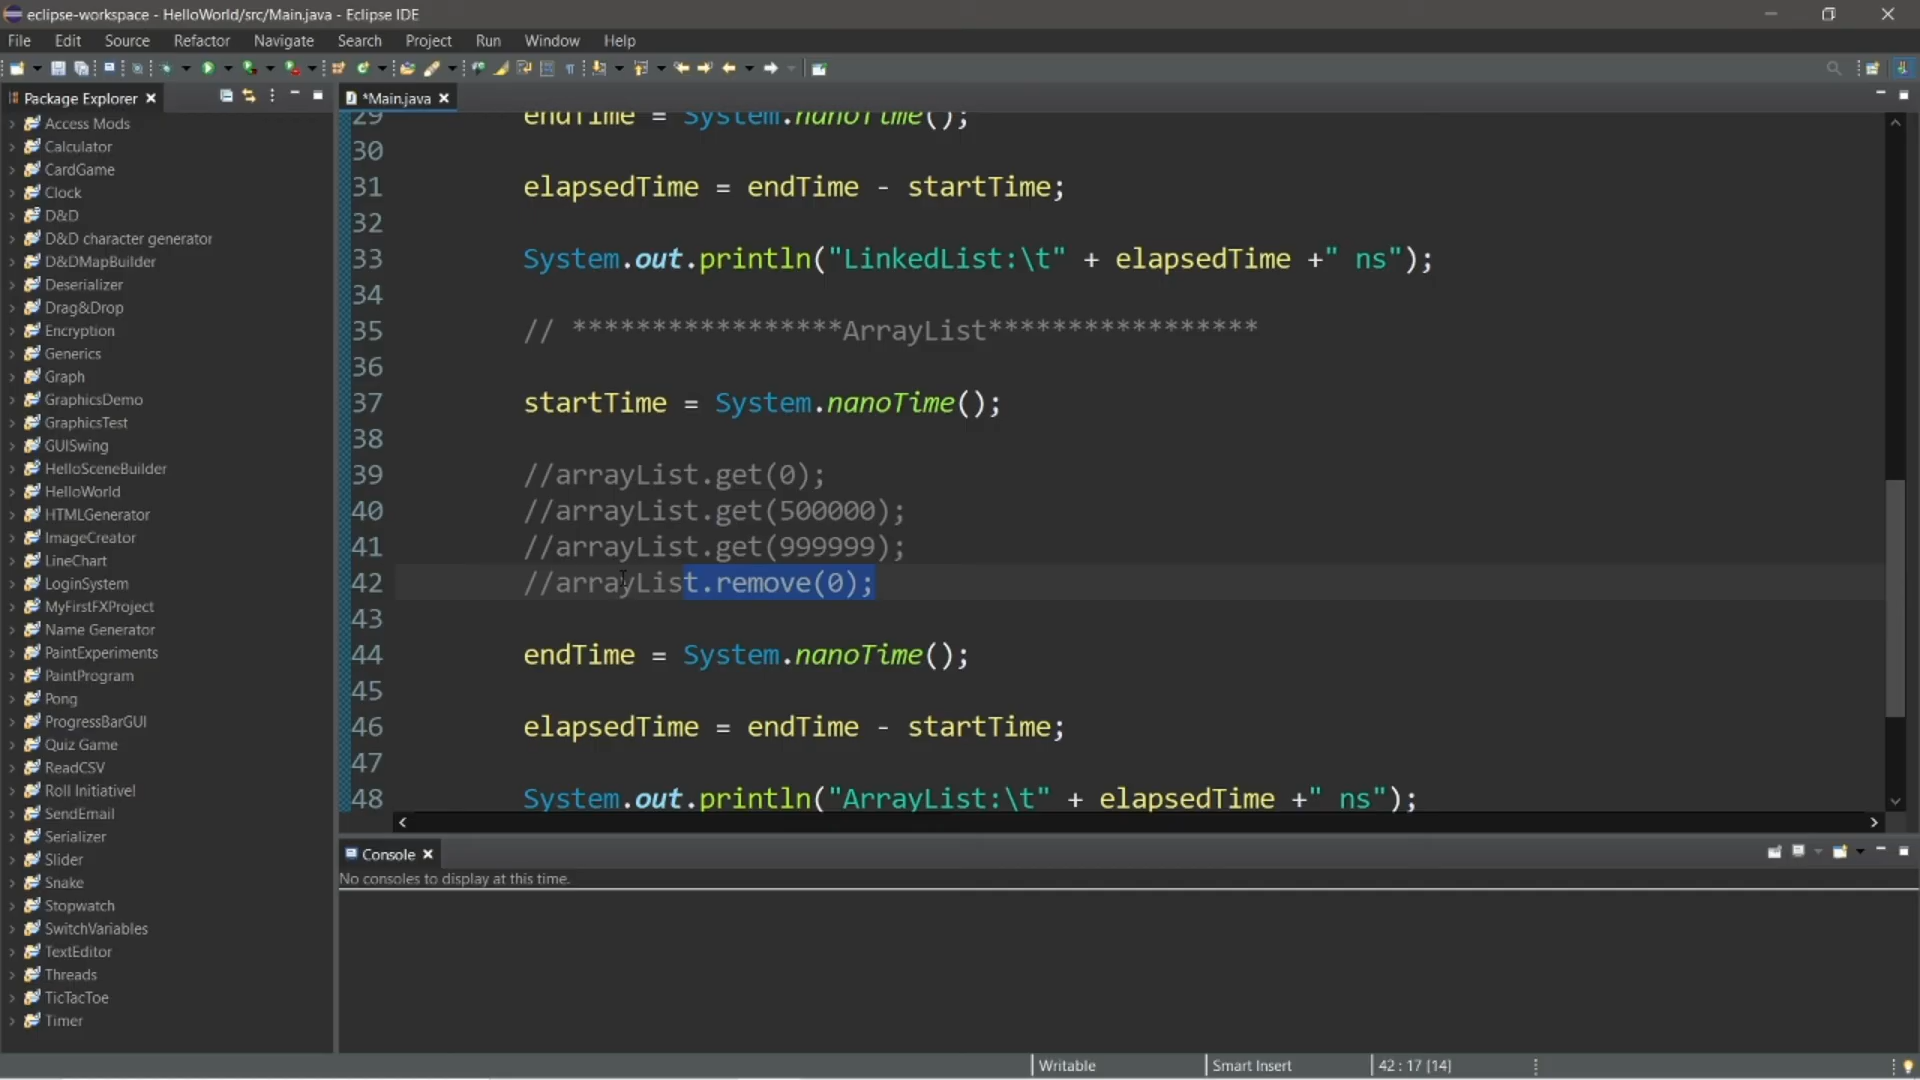 eclipse-workspace - HelloWorld/src/Main.java - Eclipse IDE
File Edit Source Refactor Navigate Search Project Run Window Help
Package Explorer
Access Mods
Calculator
CardGame
Clock
D&D
D&D character generator
D&DMapBuilder
Deserializer
Drag&Drop
Encryption
Generics
Graph
GraphicsDemo
GraphicsTest
GUISwing
HelloSceneBuilder
HelloWorld
HTMLGenerator
ImageCreator
LineChart
LoginSystem
MyFirstFXProject
Name Generator
PaintExperiments
PaintProgram
Pong
ProgressBarGUI
Quiz Game
ReadCSV
Roll Initiative!
SendEmail
Serializer
Slider
Snake
Stopwatch
SwitchVariables
TextEditor
Threads
TicTacToe
Timer
*Main.java
29 endTime = System.nanoTime();
30
31 elapsedTime = endTime - startTime;
32
33 System.out.println("LinkedList:\t" + elapsedTime +" ns");
34
35 // *****************ArrayList*****************
36
37 startTime = System.nanoTime();
38
39 //arrayList.get(0);
40 //arrayList.get(500000);
41 //arrayList.get(999999);
42 //arrayList.remove(0);
43
44 endTime = System.nanoTime();
45
46 elapsedTime = endTime - startTime;
47
48 System.out.println("ArrayList:\t" + elapsedTime +" ns");
Console
No consoles to display at this time.
Writable Smart Insert 42 : 17 [14]